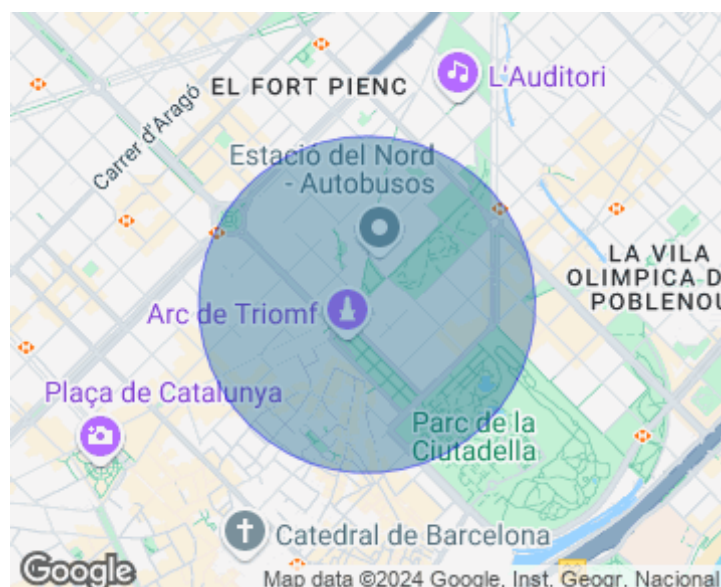 EL FORT PIENC
L'Auditori
Carrer d'Aragó
Estació del Nord
- Autobusos
LA VILA
OLIMPICA D
POBLENOU
Arc de Triomf
Plaça de Catalunya
Parc de la
Ciutadella
Catedral de Barcelona
Google
Map data ©2024 Google, Inst. Geogr. Nacional